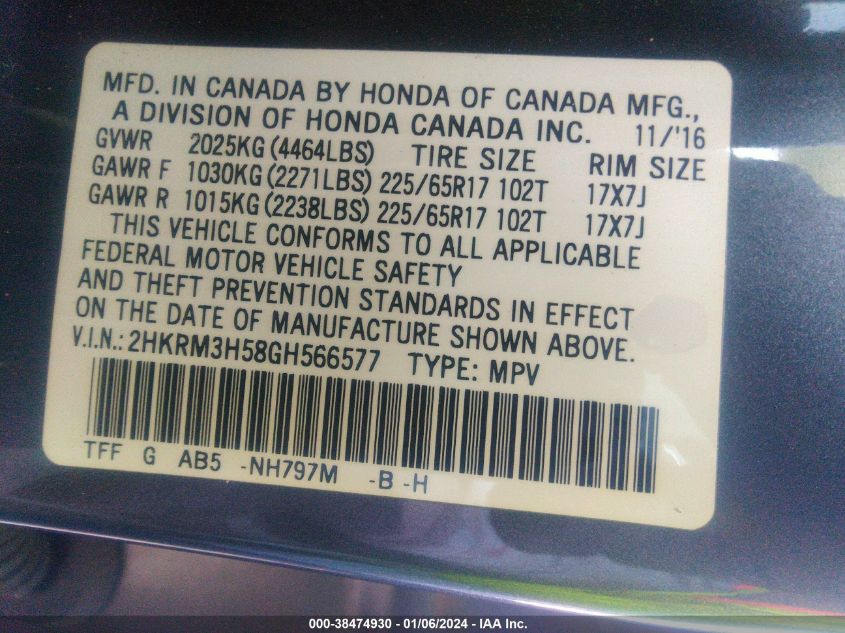 MFD. IN CANADA BY HONDA OF CANADA MFG.,
A DIVISION OF HONDA CANADA INC. 11/'16
GVWR 2025KG (4464LBS) TIRE SIZE RIM SIZE
GAWR F 1030KG (2271LBS) 225/65R17 102T 17X7J
GAWR R 1015KG (2238LBS) 225/65R17 102T 17X7J
THIS VEHICLE CONFORMS TO ALL APPLICABLE
FEDERAL MOTOR VEHICLE SAFETY
AND THEFT PREVENTION STANDARDS IN EFFECT
ON THE DATE OF MANUFACTURE SHOWN ABOVE.
V.I.N.: 2HKRM3H58GH566577 TYPE: MPV
TFF G AB5 -NH797M -B -H
000-38474930 - 01/06/2024 - IAA Inc.